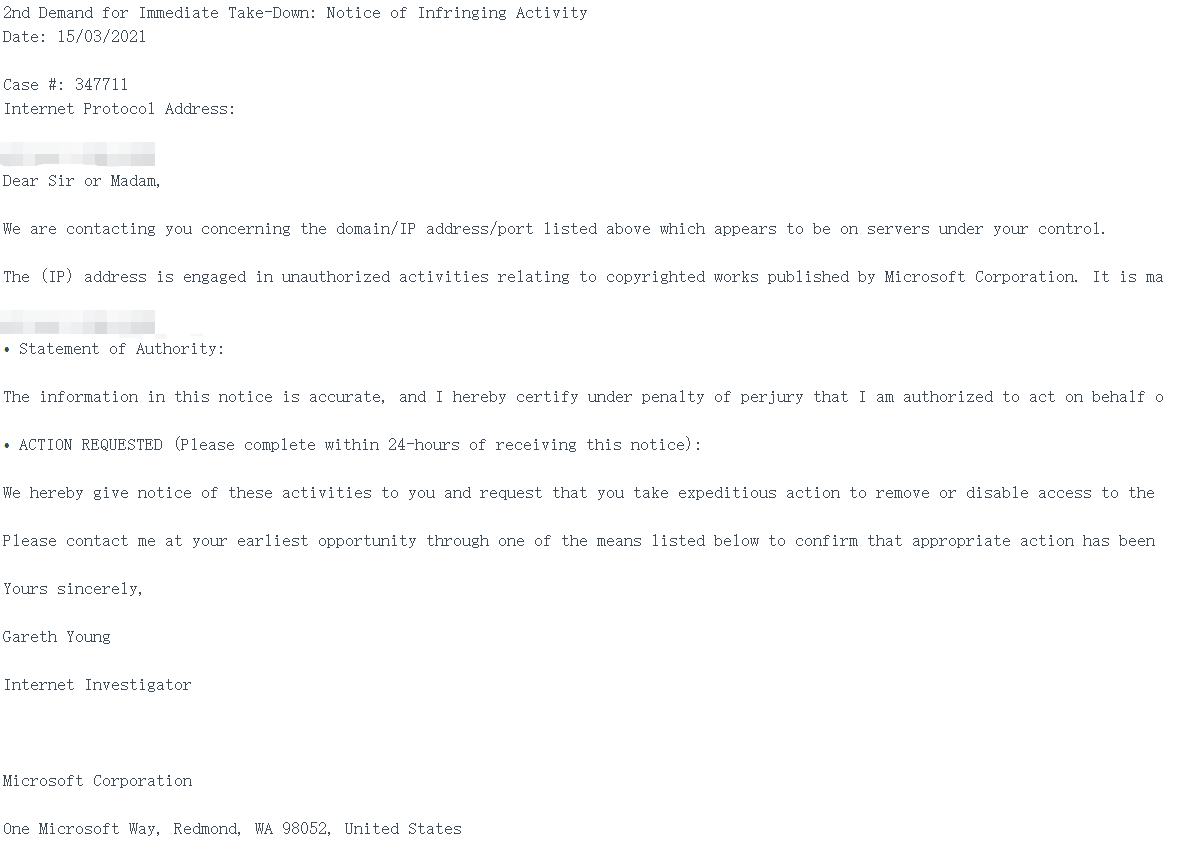 2nd Demand for Immediate Take-Down: Notice of Infringing Activity
Date: 15/03/2021
Case #: 347711
Internet Protocol Address:
Dear Sir or Madam,
We are contacting you concerning the domain/IP address/port listed above which appears to be on servers under your control.
The (IP) address is engaged in unauthorized activities relating to copyrighted works published by Microsoft Corporation. It is ma
• Statement of Authority:
The information in this notice is accurate, and I hereby certify under penalty of perjury that I am authorized to act on behalf o
• ACTION REQUESTED (Please complete within 24-hours of receiving this notice):
We hereby give notice of these activities to you and request that you take expeditious action to remove or disable access to the
Please contact me at your earliest opportunity through one of the means listed below to confirm that appropriate action has been
Yours sincerely,
Gareth Young
Internet Investigator
Microsoft Corporation
One Microsoft Way, Redmond, WA 98052, United States